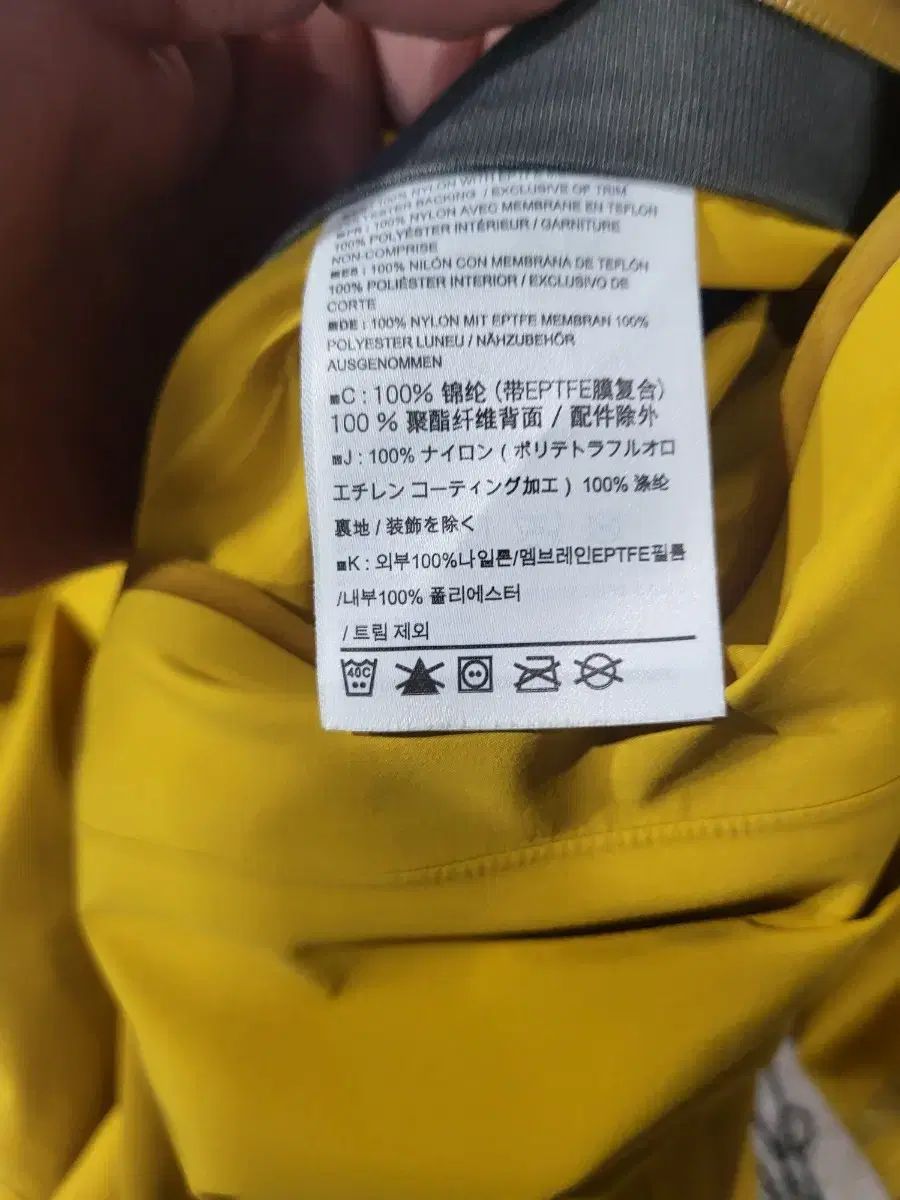 100% NYLON WITH EPTFE
POLYESTER BACKING / EXCLUSIVE OF TRIM
■FR : 100% NYLON AVEC MEMBRANE EN TEFLON
100% POLYÉSTER INTÉRIEUR / GARNITURE
NON-COMPRISE
■ES : 100% NILÓN CON MEMBRANA DE TEFLÓN
100% POLIÉSTER INTERIOR / EXCLUSIVO DE
CORTE
■DE : 100% NYLON MIT EPTFE MEMBRAN 100%
POLYESTER LUNEU / NÄHZUBEHÖR
AUSGENOMMEN
■C : 100% 锦纶 (带EPTFE膜复合)
100 % 聚酯纤维背面 / 配件除外
■J : 100% ナイロン ( ポリテトラフルオロ
エチレン コーティング加工 ) 100% 涤纶
裏地 / 装飾を除く
■K : 외부100%나일론/멤브레인EPTFE필름
/내부100% 폴리에스터
/ 트림 제외
40C